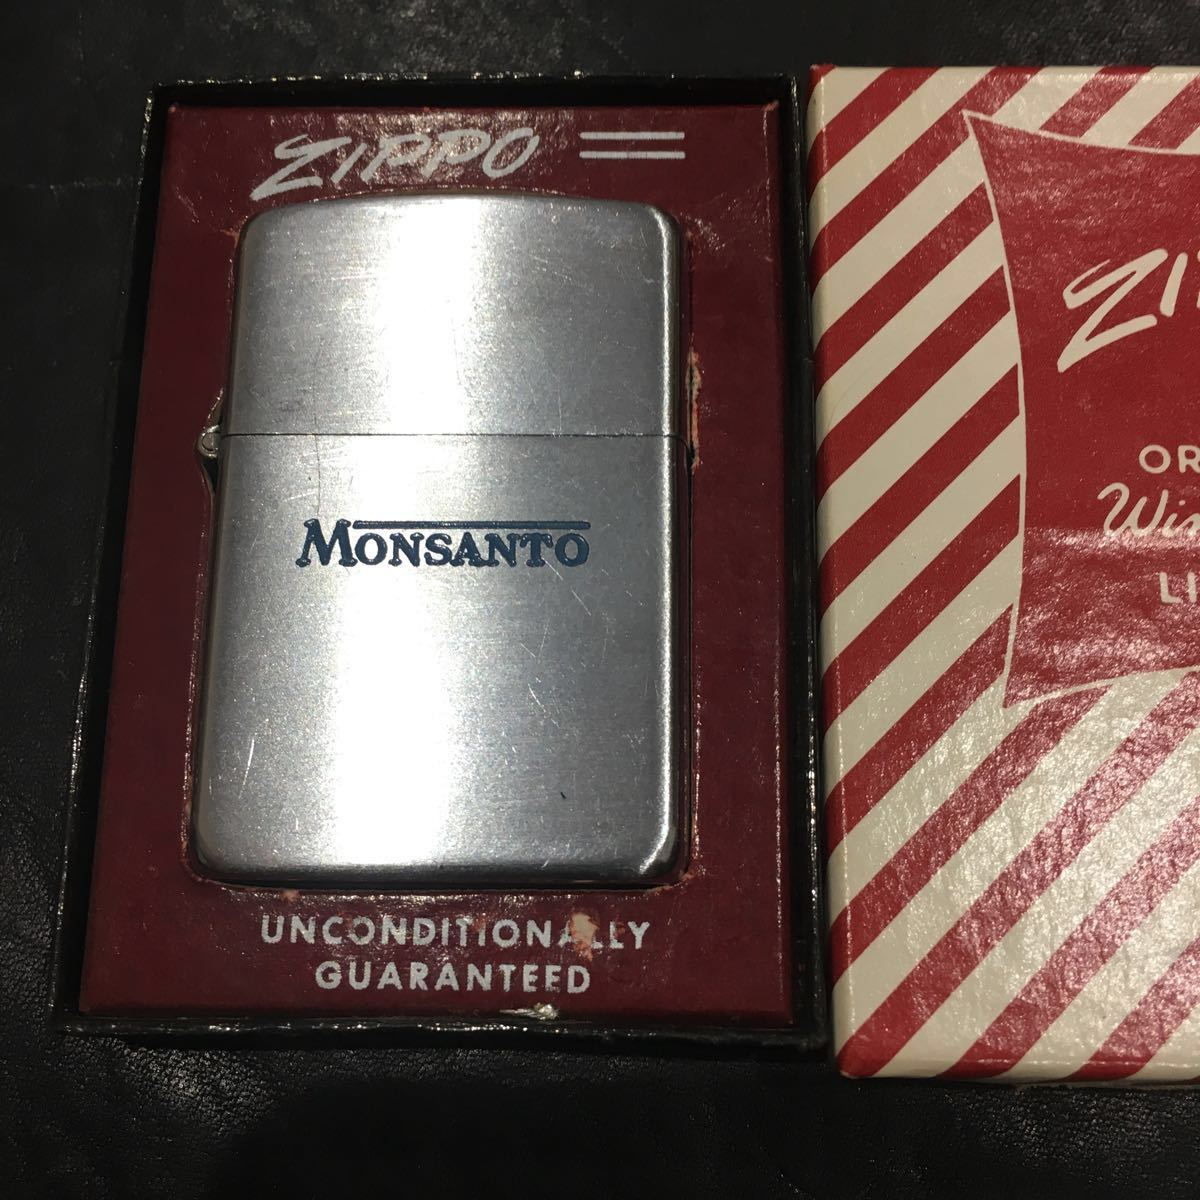 ZIPPO
MONSANTO
UNCONDITIONALLY
GUARANTEED